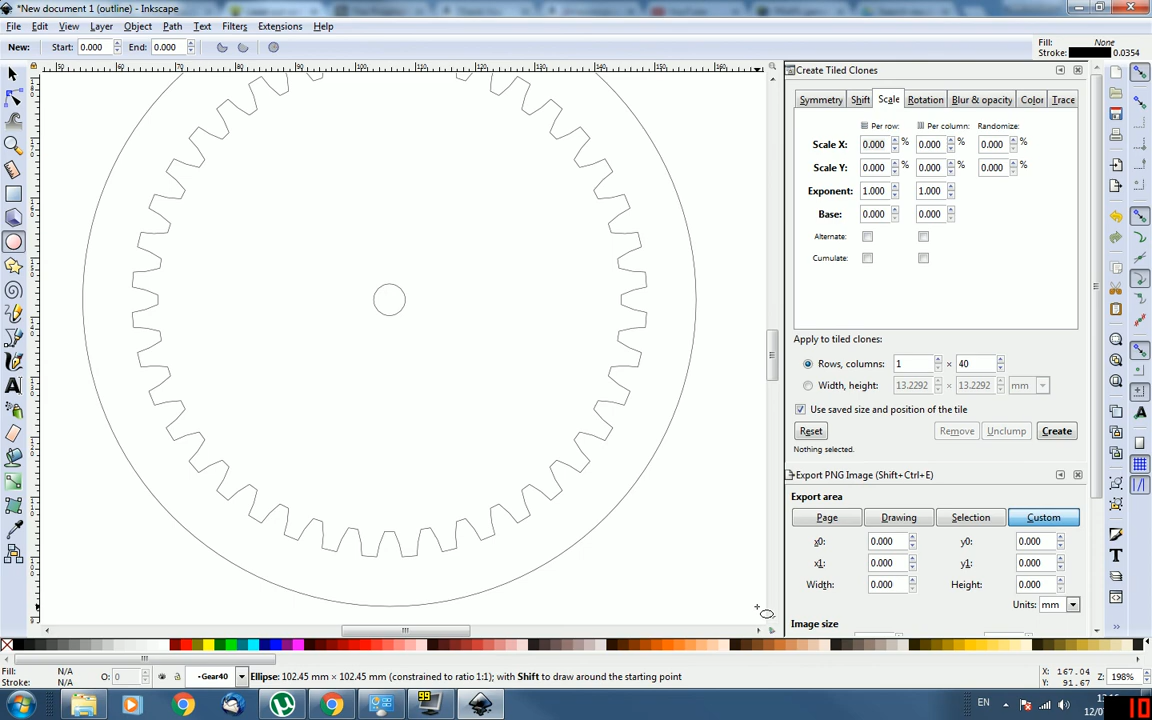 *New document 1 (outline) - Inkscape
File Edit View Layer Object Path Text Filters Extensions Help
New: Start: 0.000 End: 0.000 Fill: None
Stroke: 0.0354
Create Tiled Clones
Symmetry Shift Scale Rotation Blur & opacity Color Trace
Per row: Per column: Randomize:
Scale X: 0.000 % 0.000 % 0.000 %
Scale Y: 0.000 % 0.000 % 0.000 %
Exponent: 1.000 1.000
Base: 0.000 0.000
Alternate:
Cumulate:
Apply to tiled clones:
Rows, columns: 1 × 40
Width, height: 13.2292 × 13.2292 mm
Use saved size and position of the tile
Reset Remove Unclump Create
Nothing selected.
Export PNG Image (Shift+Ctrl+E)
Export area
Page Drawing Selection Custom
x0: 0.000 y0: 0.000
x1: 0.000 y1: 0.000
Width: 0.000 Height: 0.000
Units: mm
Image size
Fill: N/A
Stroke: N/A
O: 0
•Gear40
Ellipse: 102.45 mm × 102.45 mm (constrained to ratio 1:1); with Shift to draw around the starting point
X: 167.04
Y: 91.67
Z: 198%
EN
10